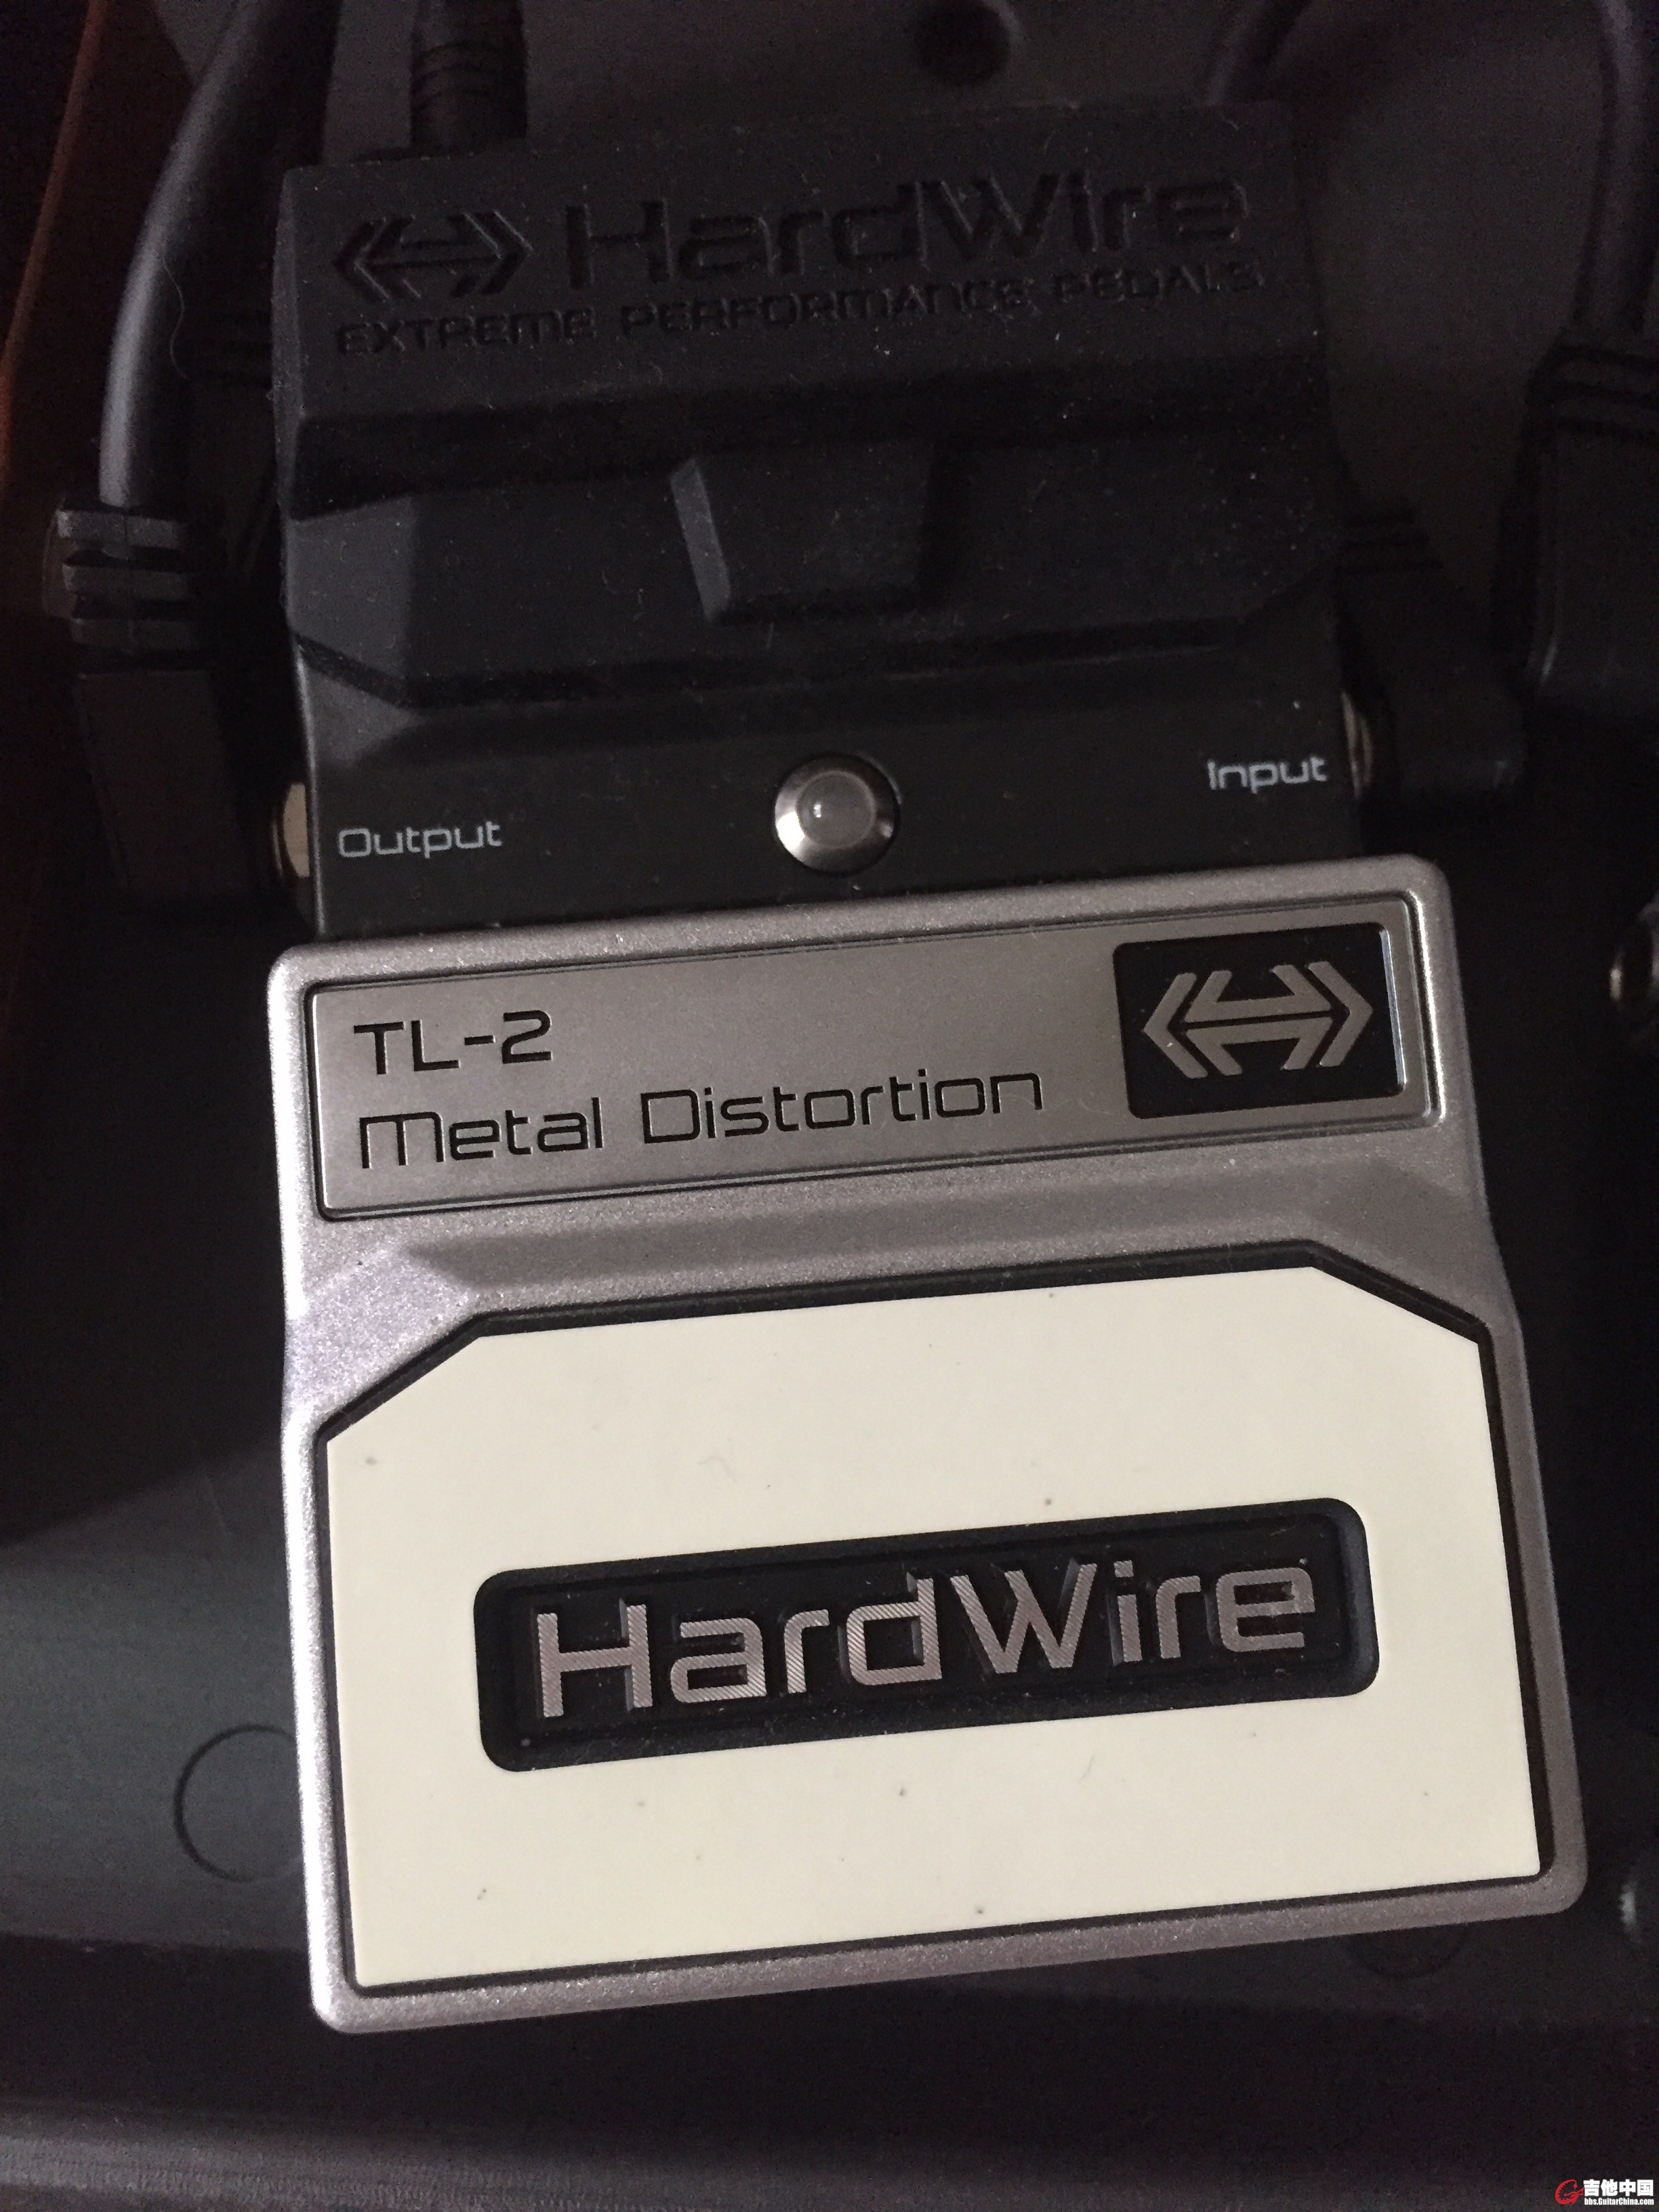 HardWire
EXTREME PERFORMANCE PEDALS
Output
Input
TL-2
Metal Distortion
HardWire
吉他中国
bbs.GuitarChina.com